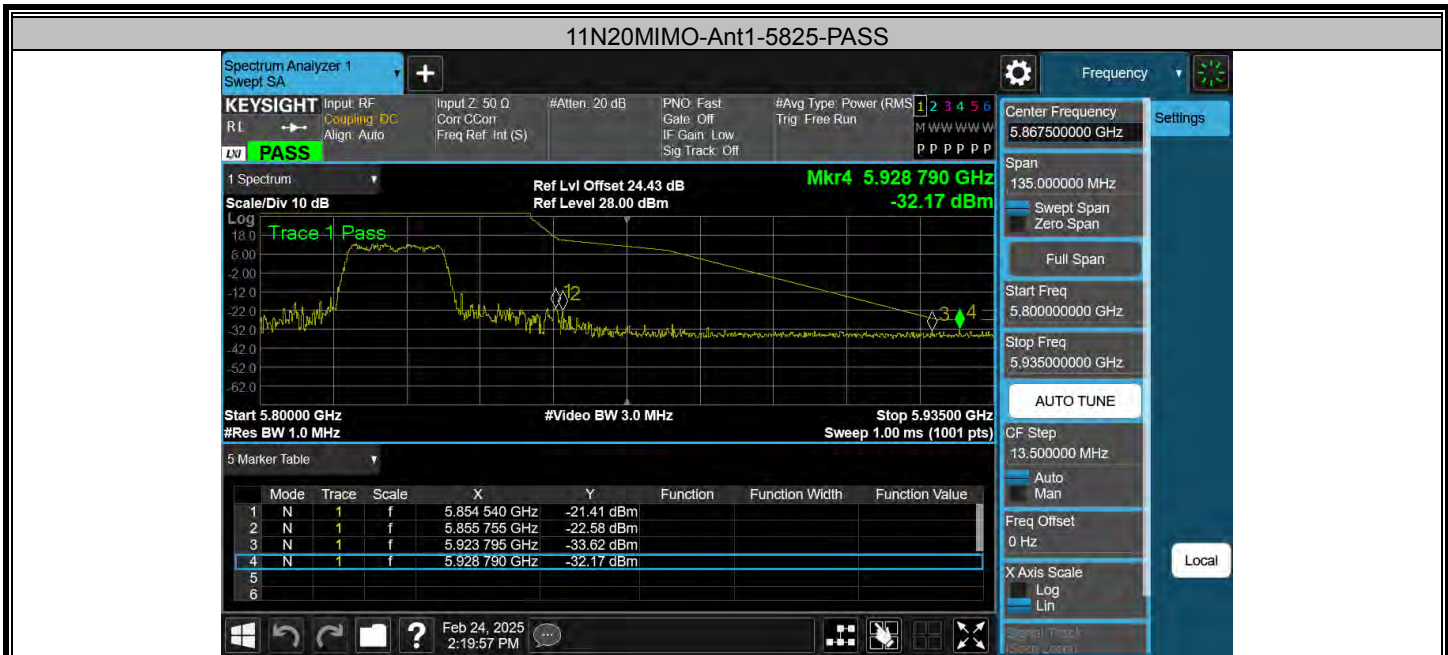 11N20MIMO-Ant1-5825-PASS
Spectrum Analyzer 1
Swept SA
+
Frequency
KEYSIGHT
RL
LXI PASS
Input: RF
Coupling: DC
Align: Auto
Input Z: 50 Ω
Corr CCorr
Freq Ref: Int (S)
#Atten: 20 dB
PNO: Fast
Gate: Off
IF Gain: Low
Sig Track: Off
#Avg Type: Power (RMS
Trig: Free Run
1 2 3 4 5 6
M W W W W W
P P P P P P
1 Spectrum
Scale/Div 10 dB
Ref Lvl Offset 24.43 dB
Ref Level 28.00 dBm
Mkr4 5.928 790 GHz
-32.17 dBm
Log
Trace 1 Pass
18.0
8.00
-2.00
-12.0
-22.0
-32.0
-42.0
-52.0
-62.0
1 2
3 4
Start 5.80000 GHz
#Res BW 1.0 MHz
#Video BW 3.0 MHz
Stop 5.93500 GHz
Sweep 1.00 ms (1001 pts)
5 Marker Table
Mode Trace Scale X Y Function Function Width Function Value
1 N 1 f 5.854 540 GHz -21.41 dBm
2 N 1 f 5.855 755 GHz -22.58 dBm
3 N 1 f 5.923 795 GHz -33.62 dBm
4 N 1 f 5.928 790 GHz -32.17 dBm
5
6
?
Feb 24, 2025
2:19:57 PM
Center Frequency
5.867500000 GHz
Settings
Span
135.000000 MHz
Swept Span
Zero Span
Full Span
Start Freq
5.800000000 GHz
Stop Freq
5.935000000 GHz
AUTO TUNE
CF Step
13.500000 MHz
Auto
Man
Freq Offset
0 Hz
X Axis Scale
Log
Lin
Signal Track
(Span Zoom)
Local